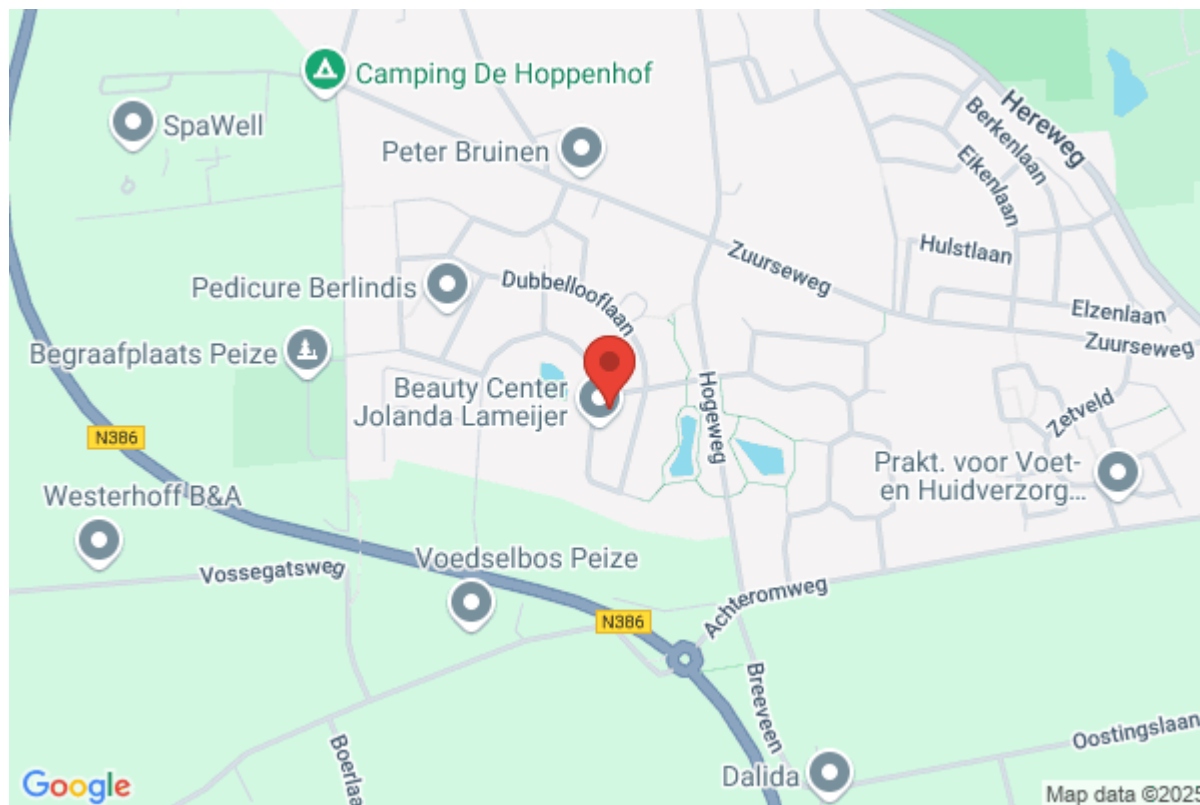 Camping De Hoppenhof
SpaWell
Peter Bruinen
Hereweg
Berkenlaan
Eikenlaan
Hulstlaan
Zuurseweg
Pedicure Berlindis
Dubbellooflaan
Elzenlaan
Zuurseweg
Begraafplaats Peize
Beauty Center
Jolanda Lameijer
Hogeweg
Zetveld
N386
Prakt. voor Voet-
en Huidverzorg...
Westerhoff B&A
Vossegatsweg
Voedselbos Peize
Achteromweg
N386
Breeveen
Oostingslaan
Boerlaa
Dalida
Google
Map data ©2025